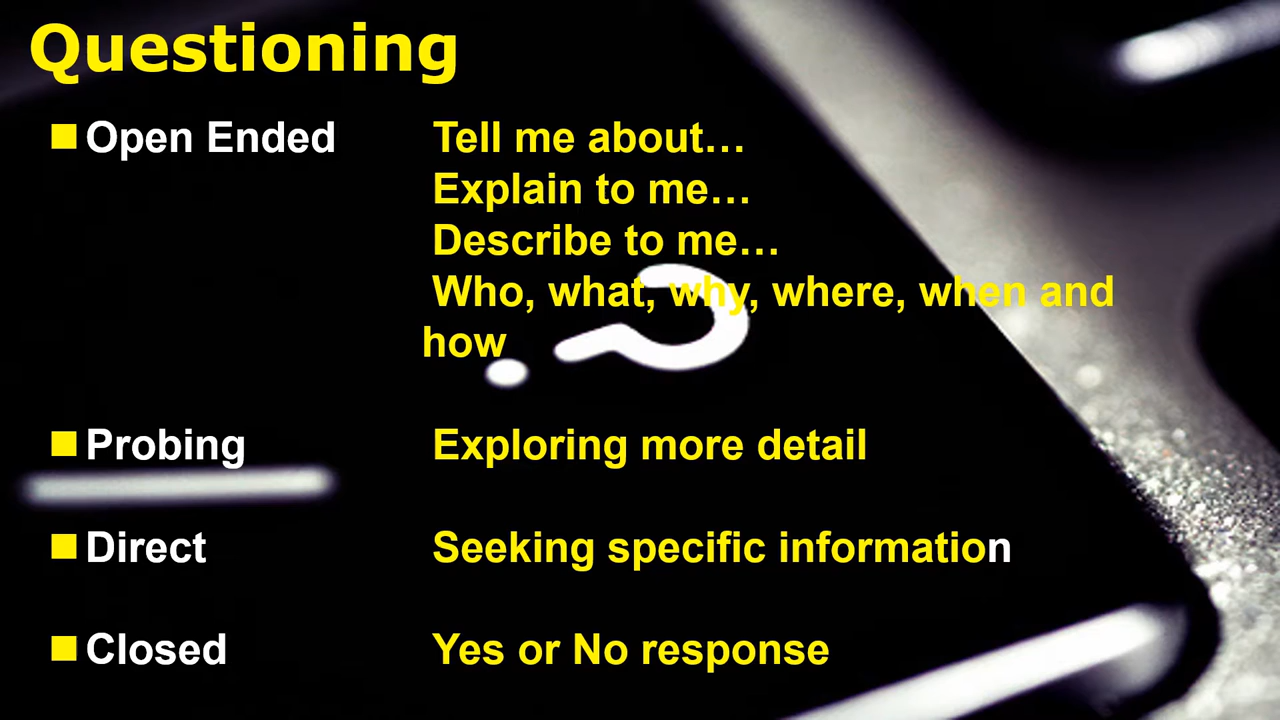 Questioning
Open Ended Tell me about…
Explain to me…
Describe to me…
Who, what, why, where, when and
how
Probing Exploring more detail
Direct Seeking specific information
Closed Yes or No response